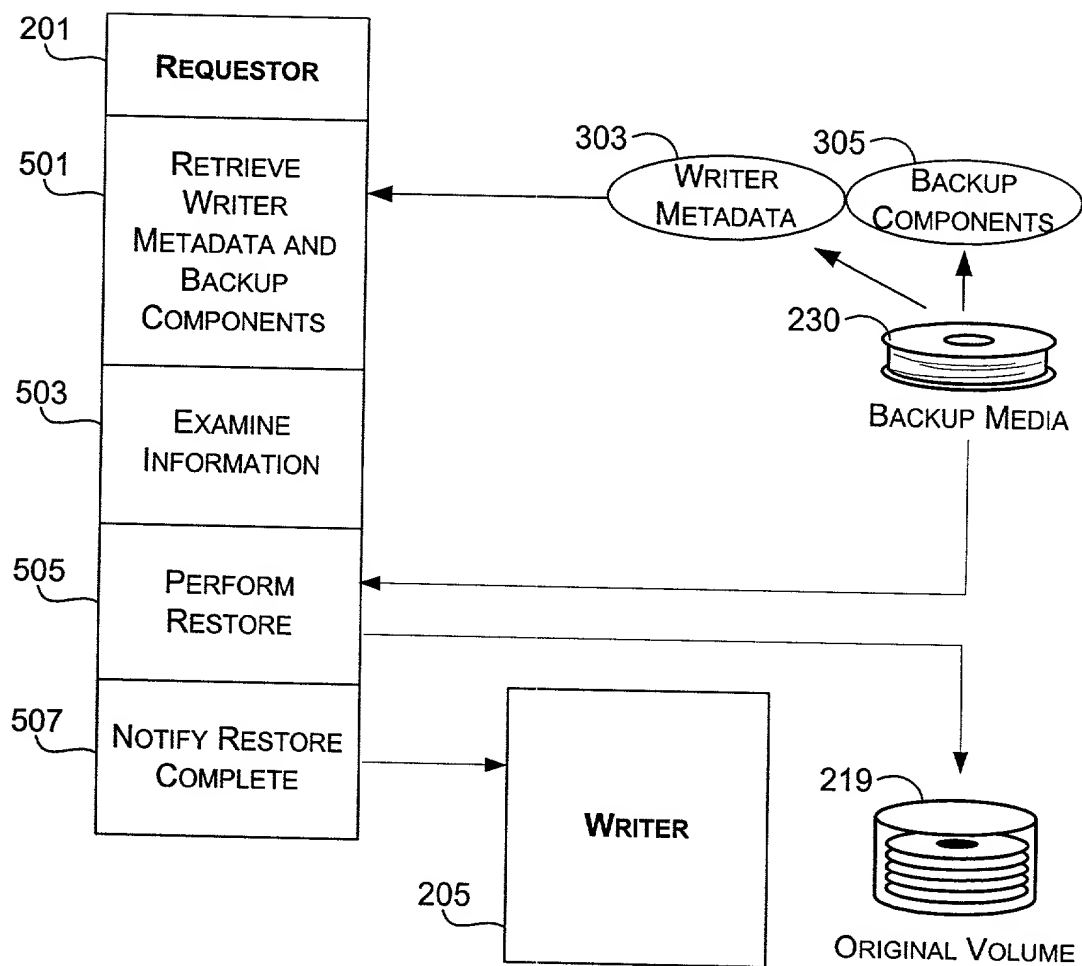 201
REQUESTOR
501
RETRIEVE
WRITER
METADATA AND
BACKUP
COMPONENTS
503
EXAMINE
INFORMATION
505
PERFORM
RESTORE
507
NOTIFY RESTORE
COMPLETE
303
WRITER
METADATA
305
BACKUP
COMPONENTS
230
BACKUP MEDIA
WRITER
205
219
ORIGINAL VOLUME